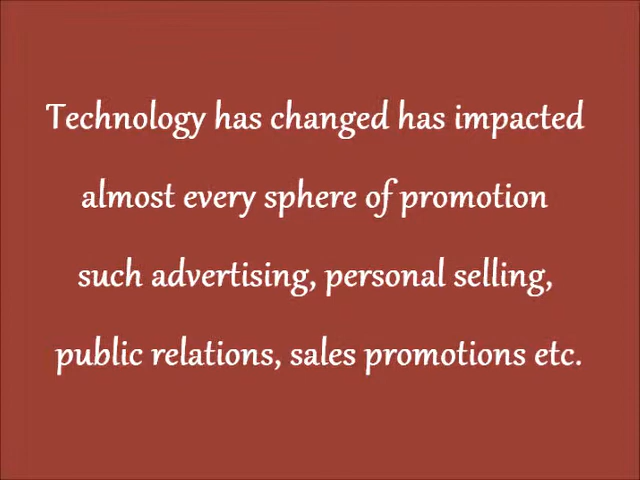 Technology has changed has impacted
almost every sphere of promotion
such advertising, personal selling,
public relations, sales promotions etc.